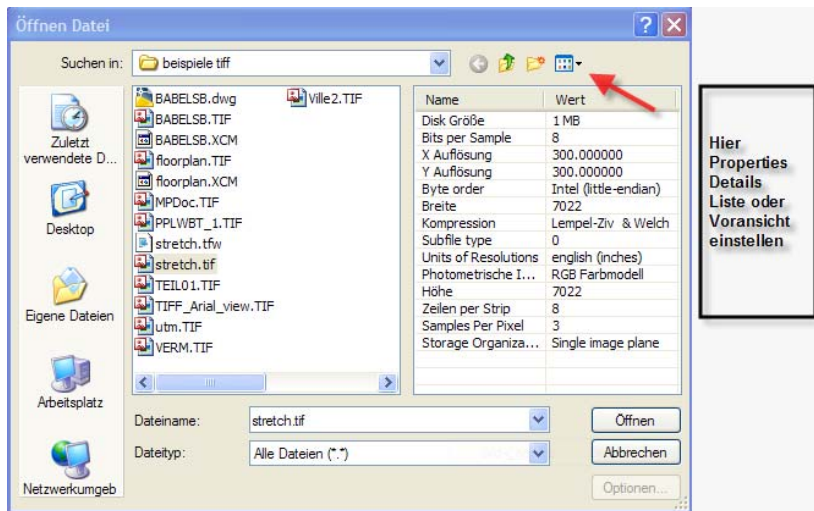 Öffnen Datei
Suchen in:
beispiele tiff
Zuletzt
verwendete D...
Desktop
Eigene Dateien
Arbeitsplatz
Netzwerkumgeb
BABELSB.dwg
BABELSB.TIF
BABELSB.XCM
floorplan.TIF
floorplan.XCM
MPDoc.TIF
PPLWBT_1.TIF
stretch.tfw
stretch.tif
TEIL01.TIF
TIFF_Arial_view.TIF
utm.TIF
VERM.TIF
Ville2.TIF
Name Wert
Disk Größe 1 MB
Bits per Sample 8
X Auflösung 300.000000
Y Auflösung 300.000000
Byte order Intel (little-endian)
Breite 7022
Kompression Lempel-Ziv & Welch
Subfile type 0
Units of Resolutions english (inches)
Photometrische I... RGB Farbmodell
Höhe 7022
Zeilen per Strip 8
Samples Per Pixel 3
Storage Organiza... Single image plane
Dateiname: stretch.tif Öffnen
Dateityp: Alle Dateien (*.*) Abbrechen
Optionen...
Hier
Properties
Details
Liste oder
Voransicht
einstellen